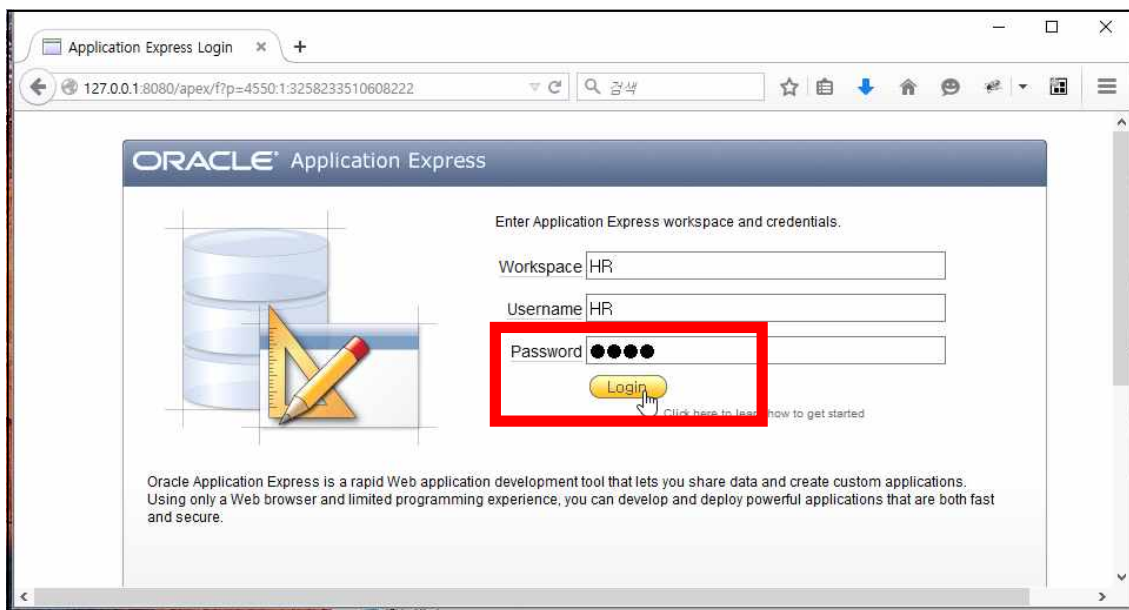 Application Express Login
127.0.0.1:8080/apex/f?p=4550:1:3258233510608222
검색
ORACLE Application Express
Enter Application Express workspace and credentials.
Workspace HR
Username HR
Password ●●●●
Login
Click here to learn how to get started
Oracle Application Express is a rapid Web application development tool that lets you share data and create custom applications.
Using only a Web browser and limited programming experience, you can develop and deploy powerful applications that are both fast
and secure.